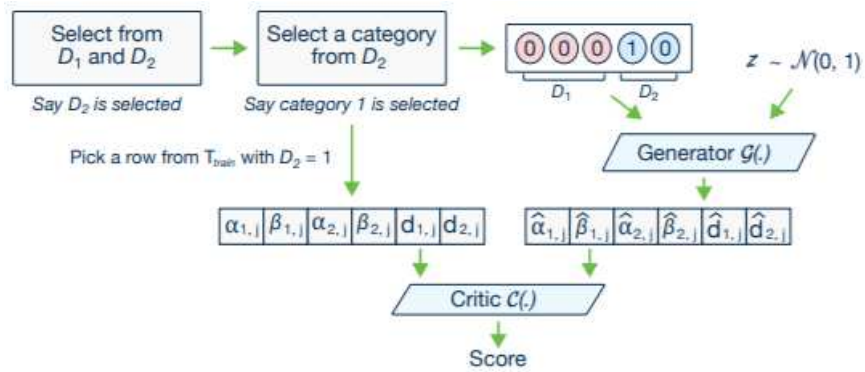 Select from
D₁ and D₂
Select a category
from D₂
0 0 0 1 0
D₁ D₂
z ~ 𝒩(0, 1)
Say D₂ is selected
Say category 1 is selected
Pick a row from T_train with D₂ = 1
Generator 𝒢(.)
α₁,ⱼ β₁,ⱼ α₂,ⱼ β₂,ⱼ d₁,ⱼ d₂,ⱼ
α̂₁,ⱼ β̂₁,ⱼ α̂₂,ⱼ β̂₂,ⱼ d̂₁,ⱼ d̂₂,ⱼ
Critic 𝒞(.)
Score